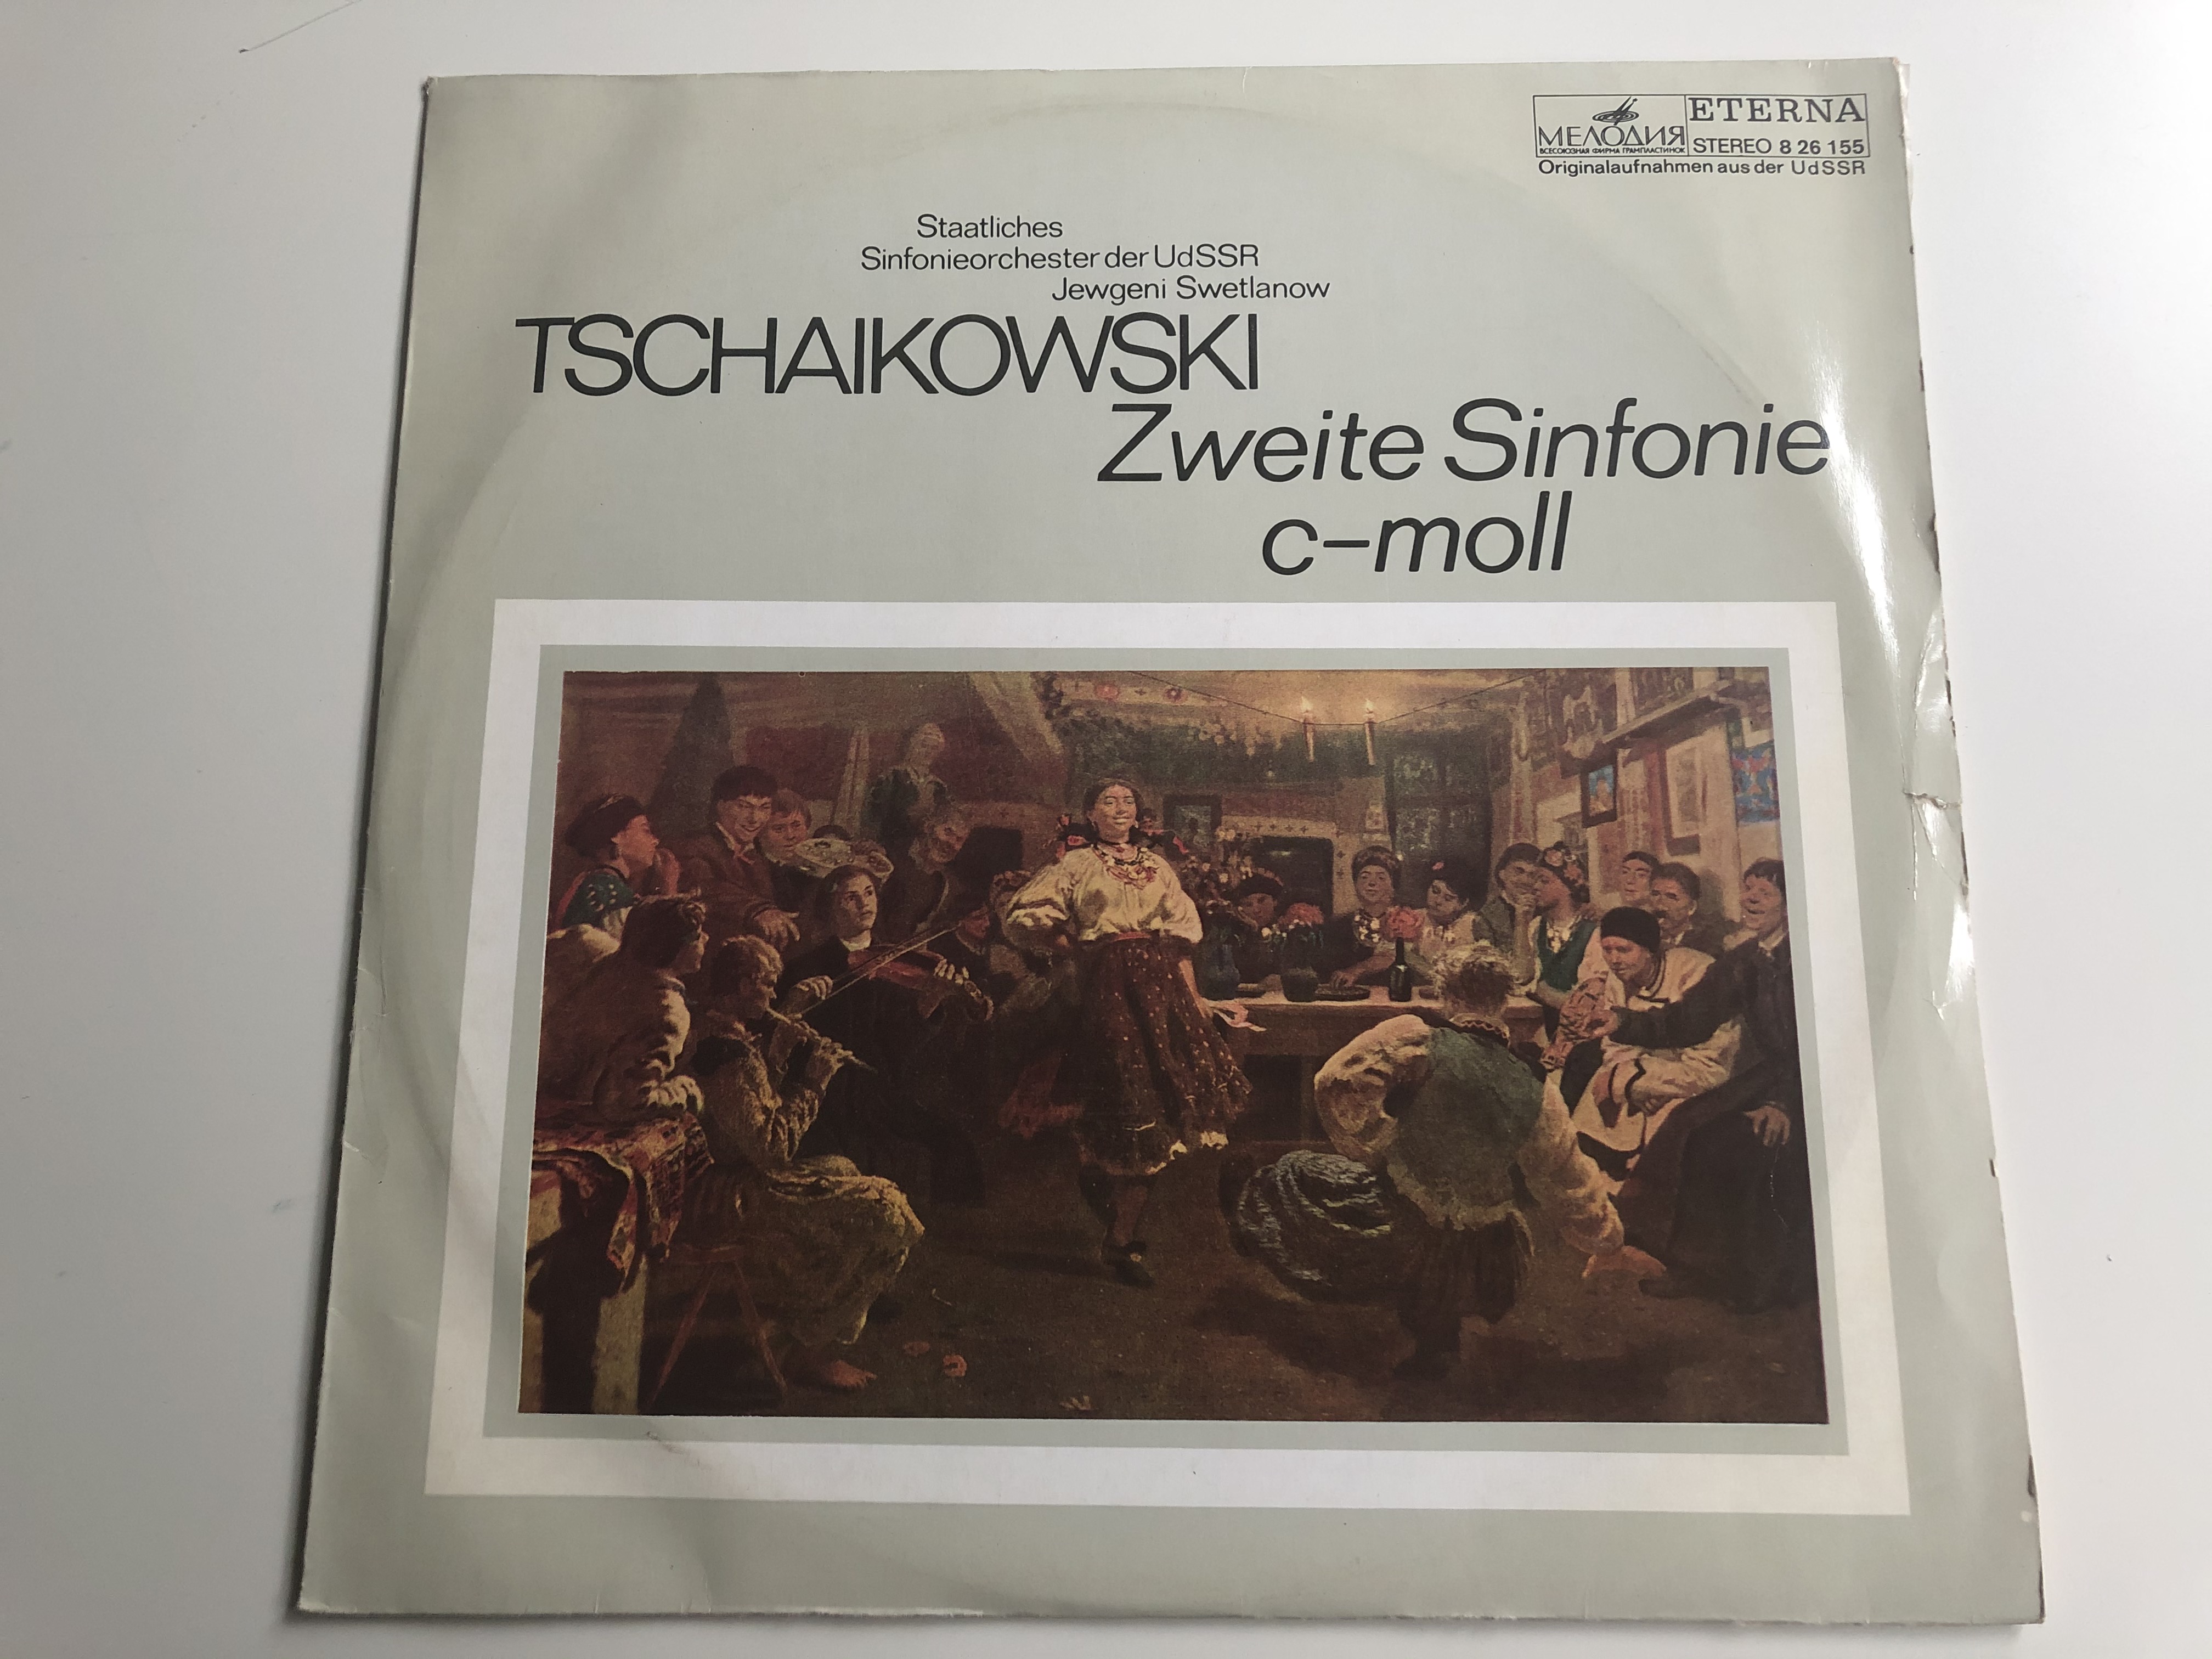 МЕЛОДИЯ
ВСЕСОЮЗНАЯ ФИРМА ГРАМПЛАСТИНОК
ETERNA
STEREO 8 26 155
Originalaufnahmen aus der UdSSR
Staatliches
Sinfonieorchester der UdSSR
Jewgeni Swetlanow
TSCHAIKOWSKI
Zweite Sinfonie
c-moll